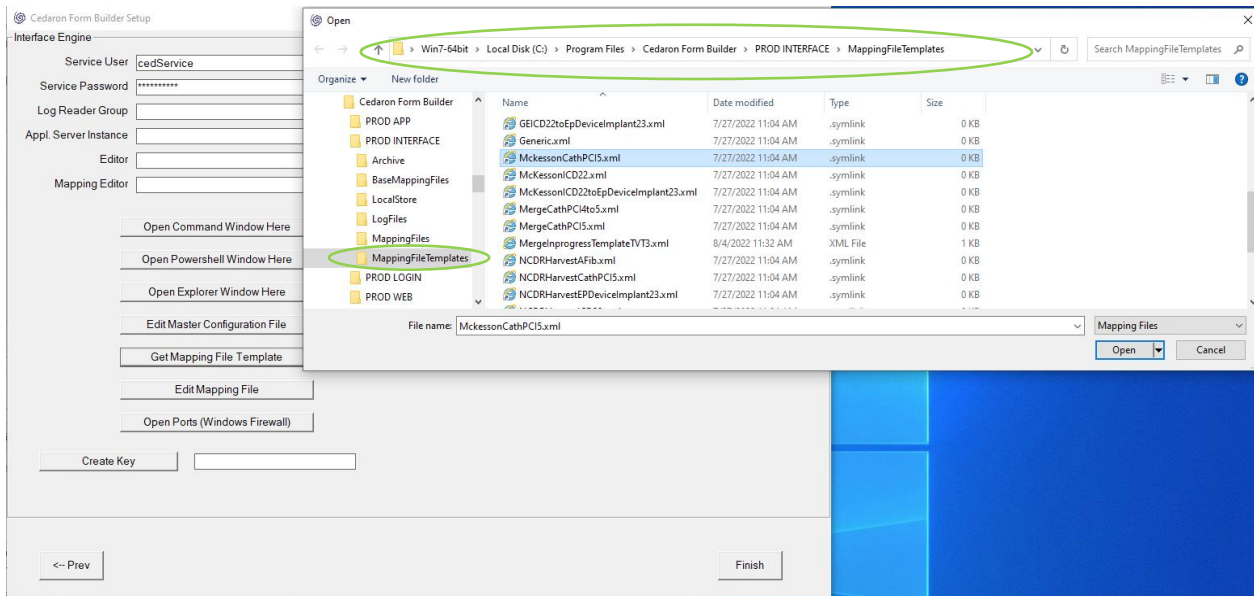 Cedaron Form Builder Setup
Interface Engine
Service User cedService
Service Password **********
Log Reader Group
Appl. Server Instance
Editor
Mapping Editor
Open Command Window Here
Open Powershell Window Here
Open Explorer Window Here
Edit Master Configuration File
Get Mapping File Template
Edit Mapping File
Open Ports (Windows Firewall)
Create Key
<-- Prev
Finish
Open
> Win7-64bit > Local Disk (C:) > Program Files > Cedaron Form Builder > PROD INTERFACE > MappingFileTemplates
Search MappingFileTemplates
Organize
New folder
Cedaron Form Builder
PROD APP
PROD INTERFACE
Archive
BaseMappingFiles
LocalStore
LogFiles
MappingFiles
MappingFileTemplates
PROD LOGIN
PROD WEB
Name Date modified Type Size
GEICD22toEpDeviceImplant23.xml 7/27/2022 11:04 AM .symlink 0 KB
Generic.xml 7/27/2022 11:04 AM .symlink 0 KB
MckessonCathPCI5.xml 7/27/2022 11:04 AM .symlink 0 KB
McKessonICD22.xml 7/27/2022 11:04 AM .symlink 0 KB
McKessonICD22toEpDeviceImplant23.xml 7/27/2022 11:04 AM .symlink 0 KB
MergeCathPCI4to5.xml 7/27/2022 11:04 AM .symlink 0 KB
MergeCathPCI5.xml 7/27/2022 11:04 AM .symlink 0 KB
MergeInprogressTemplateTVT3.xml 8/4/2022 11:32 AM XML File 1 KB
NCDRHarvestAFib.xml 7/27/2022 11:04 AM .symlink 0 KB
NCDRHarvestCathPCI5.xml 7/27/2022 11:04 AM .symlink 0 KB
NCDRHarvestEPDeviceImplant23.xml 7/27/2022 11:04 AM .symlink 0 KB
File name: MckessonCathPCI5.xml
Mapping Files
Open
Cancel